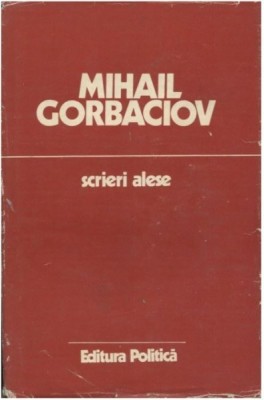 MIHAIL
GORBACIOV
scrieri alese
Editura Politică